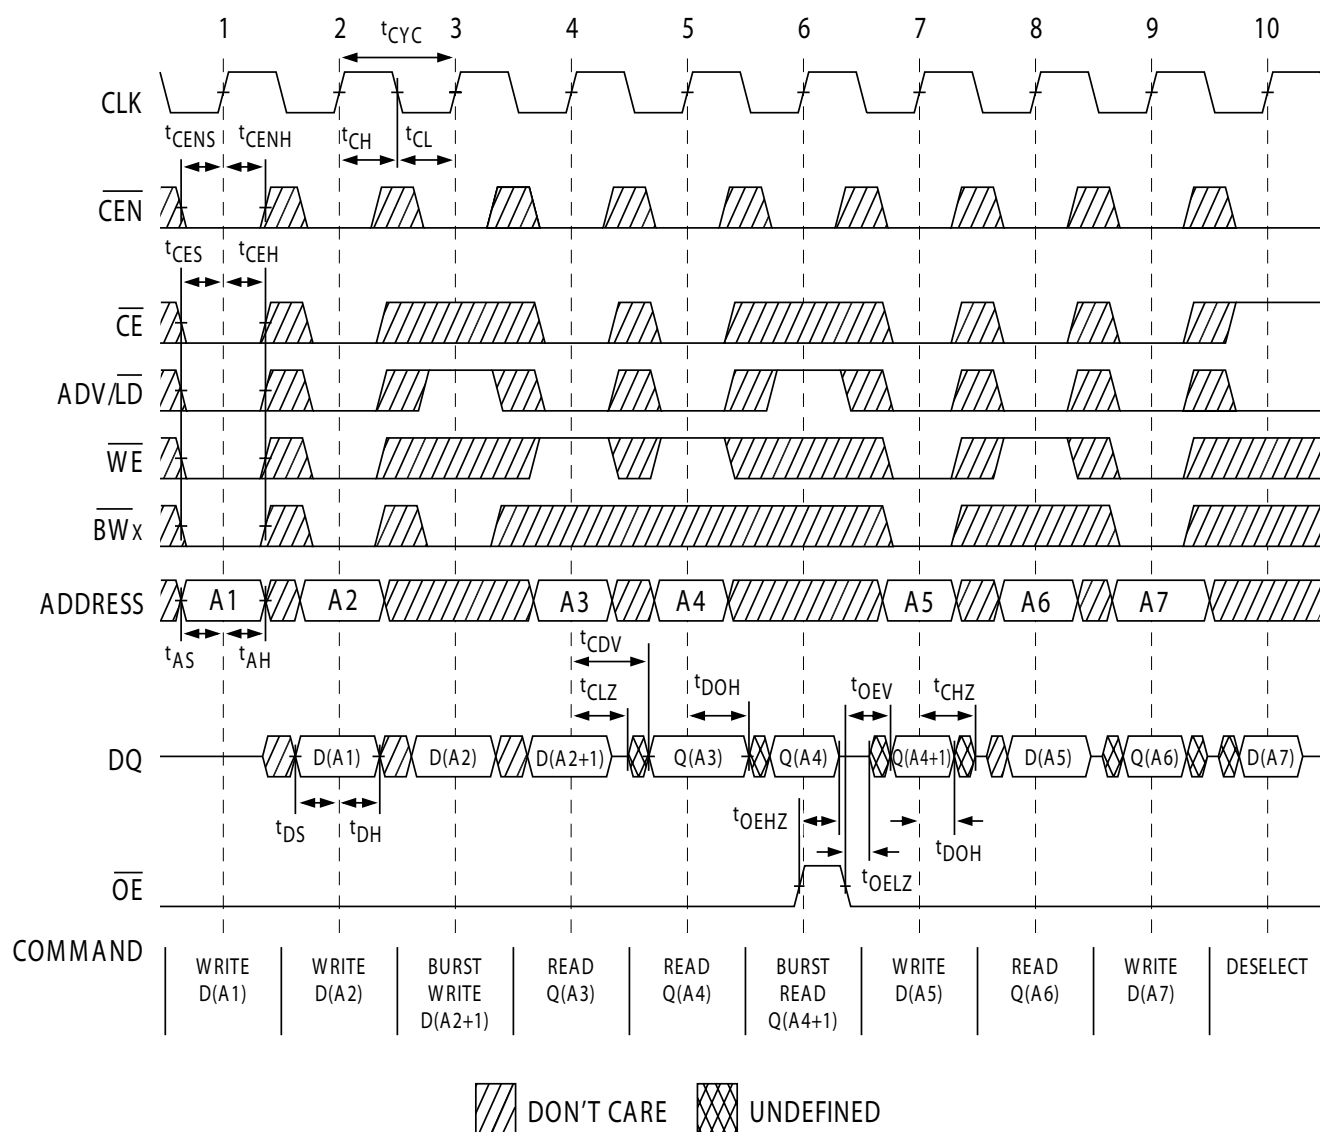 1 2 tCYC 3 4 5 6 7 8 9 10
CLK
tCENS tCENH tCH tCL
CEN
tCES tCEH
CE
ADV/LD
WE
BWx
ADDRESS A1 A2 A3 A4 A5 A6 A7
tAS tAH tCDV
tCLZ tDOH tOEV tCHZ
DQ D(A1) D(A2) D(A2+1) Q(A3) Q(A4) Q(A4+1) D(A5) Q(A6) D(A7)
tDS tDH tOEHZ tDOH
tOELZ
OE
COMMAND
WRITE D(A1)
WRITE D(A2)
BURST WRITE D(A2+1)
READ Q(A3)
READ Q(A4)
BURST READ Q(A4+1)
WRITE D(A5)
READ Q(A6)
WRITE D(A7)
DESELECT
DON'T CARE UNDEFINED